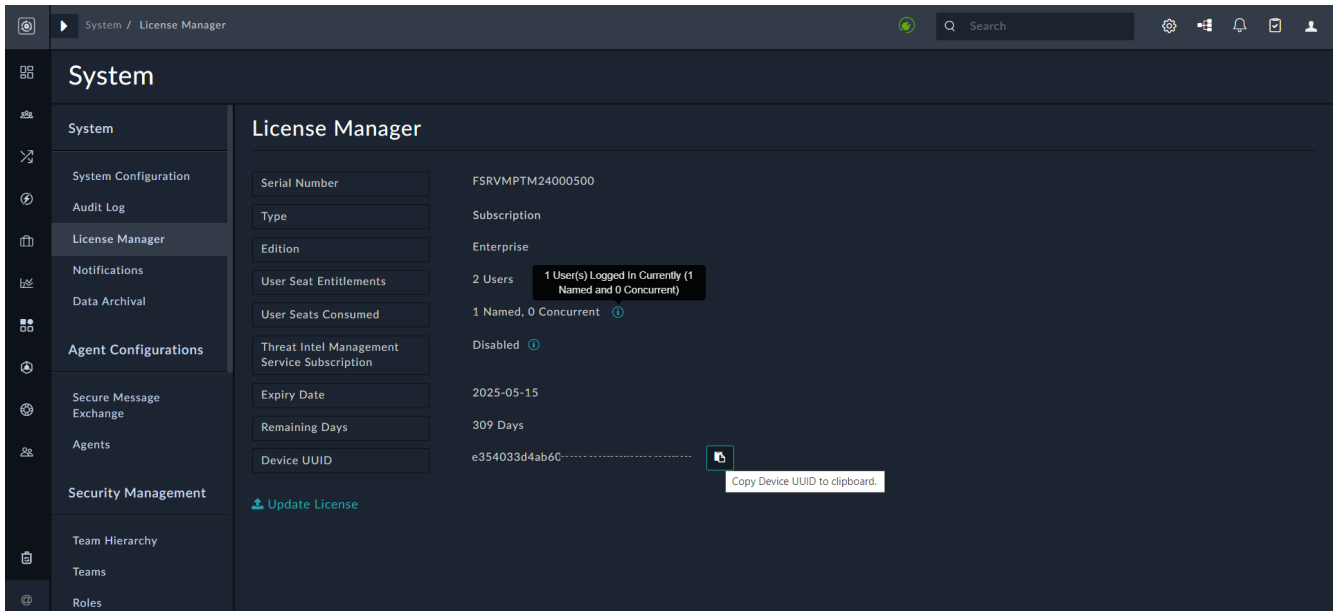 System / License Manager
Search
System
System
System Configuration
Audit Log
License Manager
Notifications
Data Archival
Agent Configurations
Secure Message
Exchange
Agents
Security Management
Team Hierarchy
Teams
Roles
License Manager
Serial Number FSRVMPTM24000500
Type Subscription
Edition Enterprise
User Seat Entitlements 2 Users
1 User(s) Logged In Currently (1
Named and 0 Concurrent)
User Seats Consumed 1 Named, 0 Concurrent
Threat Intel Management
Service Subscription
Disabled
Expiry Date 2025-05-15
Remaining Days 309 Days
Device UUID e354033d4ab60
Copy Device UUID to clipboard.
Update License
@